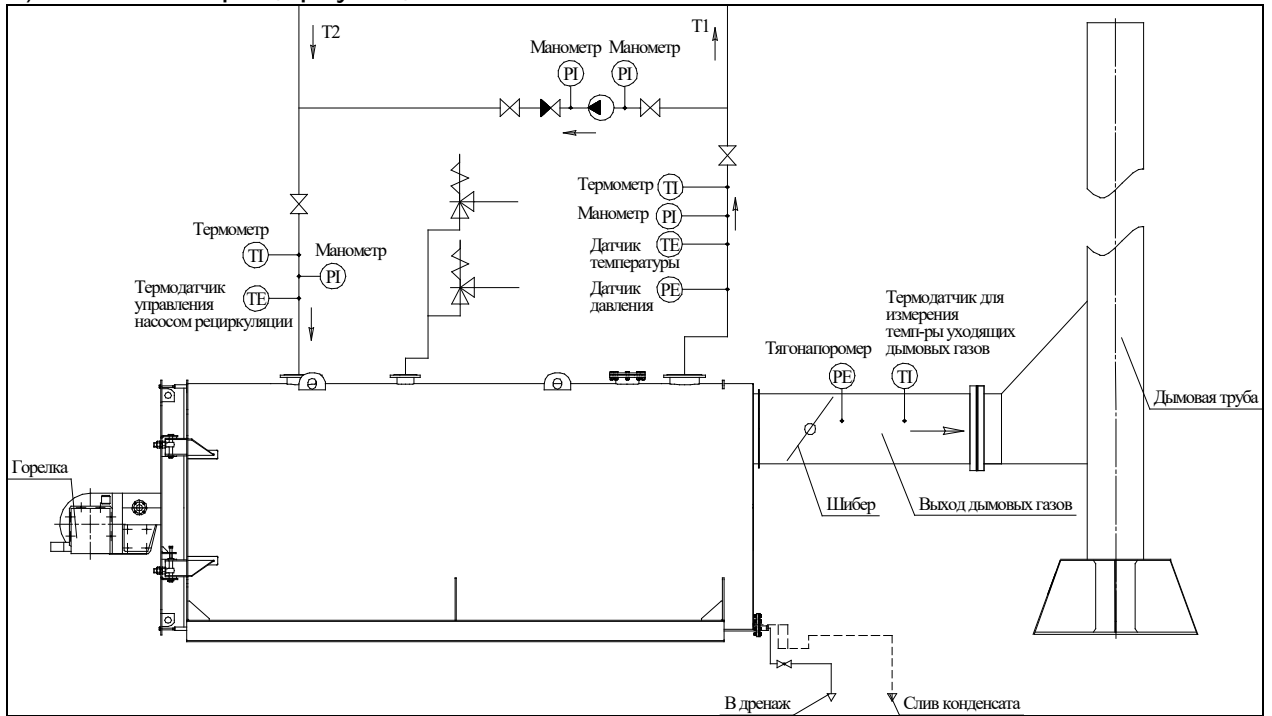 T2
T1
Манометр
Манометр
PI
PI
Термометр
TI
Манометр
PI
Датчик
температуры
TE
Датчик
давления
PE
Термометр
TI
Манометр
PI
Термодатчик
управления
насосом рециркуляции
TE
Термодатчик для
измерения
темп-ры уходящих
дымовых газов
Тягонапоромер
PE
TI
Дымовая труба
Горелка
Шибер
Выход дымовых газов
В дренаж
Слив конденсата